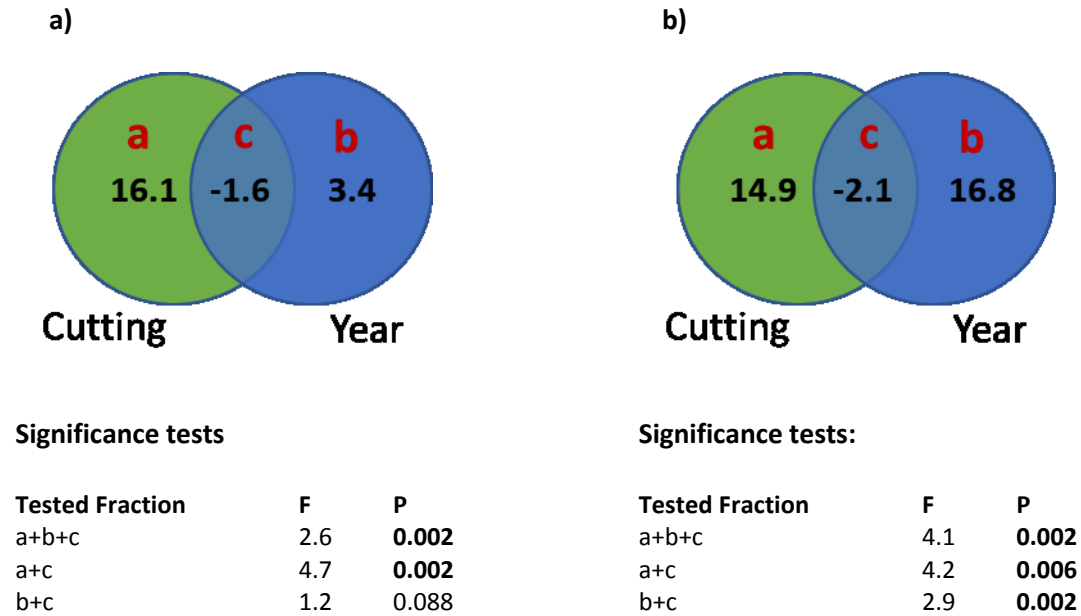 a)
a c b
16.1 -1.6 3.4
Cutting Year
Significance tests
Tested Fraction F P
a+b+c 2.6 0.002
a+c 4.7 0.002
b+c 1.2 0.088
b)
a c b
14.9 -2.1 16.8
Cutting Year
Significance tests:
Tested Fraction F P
a+b+c 4.1 0.002
a+c 4.2 0.006
b+c 2.9 0.002